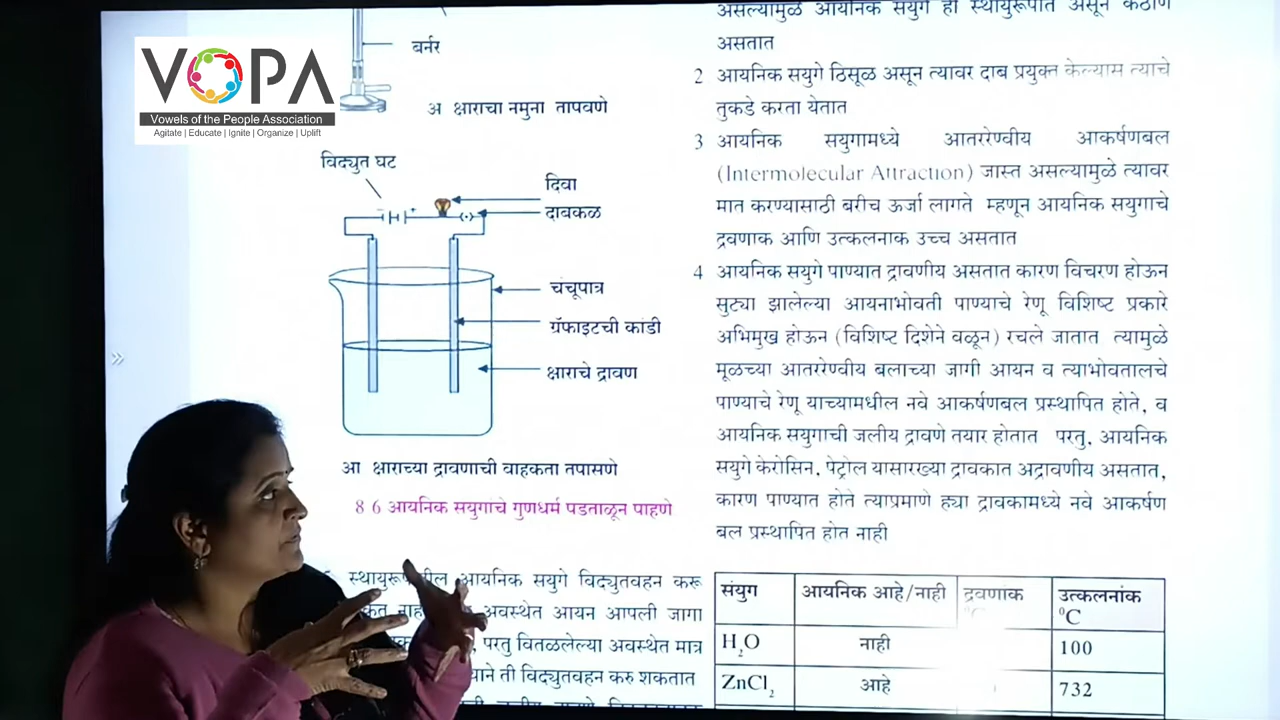 VOPA
Vowels of the People Association
Agitate | Educate | Ignite | Organize | Uplift
बर्नर
अ क्षाराचा नमुना तापवणे
विद्युत घट
दिवा
दाबकळ
चंचूपात्र
ग्रॅफाइटची कांडी
क्षाराचे द्रावण
आ क्षाराच्या द्रावणाची वाहकता तपासणे
8 6 आयनिक सयुगांचे गुणधर्म पडताळून पाहणे
स्थायुरू आयनिक सयुगे विद्युतवहन करू
अवस्थेत आयन आपली जागा
परतु वितळलेल्या अवस्थेत मात्र
ती विद्युतवहन करु शकतात
असल्यामुळे आयनिक सयुगे ही स्थायुरूपात असून कठीण
असतात
2 आयनिक सयुगे ठिसूळ असून त्यावर दाब प्रयुक्त केल्यास त्याचे
तुकडे करता येतात
3 आयनिक सयुगामध्ये आतररेण्वीय आकर्षणबल
(Intermolecular Attraction) जास्त असल्यामुळे त्यावर
मात करण्यासाठी बरीच ऊर्जा लागते म्हणून आयनिक सयुगाचे
द्रवणाक आणि उत्कलनाक उच्च असतात
4 आयनिक सयुगे पाण्यात द्रावणीय असतात कारण विचरण होऊन
सुट्या झालेल्या आयनाभोवती पाण्याचे रेणू विशिष्ट प्रकारे
अभिमुख होऊन (विशिष्ट दिशेने वळून) रचले जातात त्यामुळे
मूळच्या आतररेण्वीय बलाच्या जागी आयन व त्याभोवतालचे
पाण्याचे रेणू याच्यामधील नवे आकर्षणबल प्रस्थापित होते, व
आयनिक सयुगाची जलीय द्रावणे तयार होतात परतु, आयनिक
सयुगे केरोसिन, पेट्रोल यासारख्या द्रावकात अद्रावणीय असतात,
कारण पाण्यात होते त्याप्रमाणे ह्या द्रावकामध्ये नवे आकर्षण
बल प्रस्थापित होत नाही
संयुग आयनिक आहे/नाही द्रवणांक उत्कलनांक
⁰C
H₂O नाही 100
ZnCl₂ आहे 732